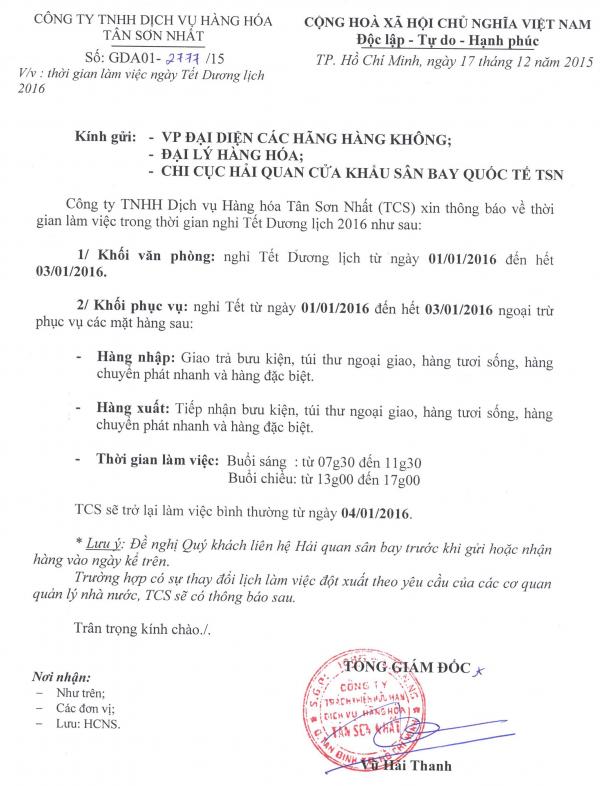 CÔNG TY TNHH DỊCH VỤ HÀNG HÓA
TÂN SƠN NHẤT
Số: GDA01- 2777 /15
V/v : thời gian làm việc ngày Tết Dương lịch
2016
CỘNG HOÀ XÃ HỘI CHỦ NGHĨA VIỆT NAM
Độc lập - Tự do - Hạnh phúc
TP. Hồ Chí Minh, ngày 17 tháng 12 năm 2015
Kính gửi: - VP ĐẠI DIỆN CÁC HÃNG HÀNG KHÔNG;
- ĐẠI LÝ HÀNG HÓA;
- CHI CỤC HẢI QUAN CỬA KHẨU SÂN BAY QUỐC TẾ TSN
Công ty TNHH Dịch vụ Hàng hóa Tân Sơn Nhất (TCS) xin thông báo về thời
gian làm việc trong thời gian nghỉ Tết Dương lịch 2016 như sau:
1/ Khối văn phòng: nghỉ Tết Dương lịch từ ngày 01/01/2016 đến hết
03/01/2016.
2/ Khối phục vụ: nghỉ Tết từ ngày 01/01/2016 đến hết 03/01/2016 ngoại trừ
phục vụ các mặt hàng sau:
- Hàng nhập: Giao trả bưu kiện, túi thư ngoại giao, hàng tươi sống, hàng
chuyển phát nhanh và hàng đặc biệt.
- Hàng xuất: Tiếp nhận bưu kiện, túi thư ngoại giao, hàng tươi sống, hàng
chuyển phát nhanh và hàng đặc biệt.
- Thời gian làm việc: Buổi sáng : từ 07g30 đến 11g30
Buổi chiều: từ 13g00 đến 17g00
TCS sẽ trở lại làm việc bình thường từ ngày 04/01/2016.
* Lưu ý: Đề nghị Quý khách liên hệ Hải quan sân bay trước khi gửi hoặc nhận
hàng vào ngày kể trên.
Trường hợp có sự thay đổi lịch làm việc đột xuất theo yêu cầu của các cơ quan
quản lý nhà nước, TCS sẽ có thông báo sau.
Trân trọng kính chào./.
Nơi nhận:
– Như trên;
– Các đơn vị;
– Lưu: HCNS.
TỔNG GIÁM ĐỐC
CÔNG TY
TRÁCH NHIỆM HỮU HẠN
DỊCH VỤ HÀNG HÓA
TÂN SƠN NHẤT
Q.TÂN BÌNH TP.HỒ CHÍ MINH
Vũ Hải Thanh